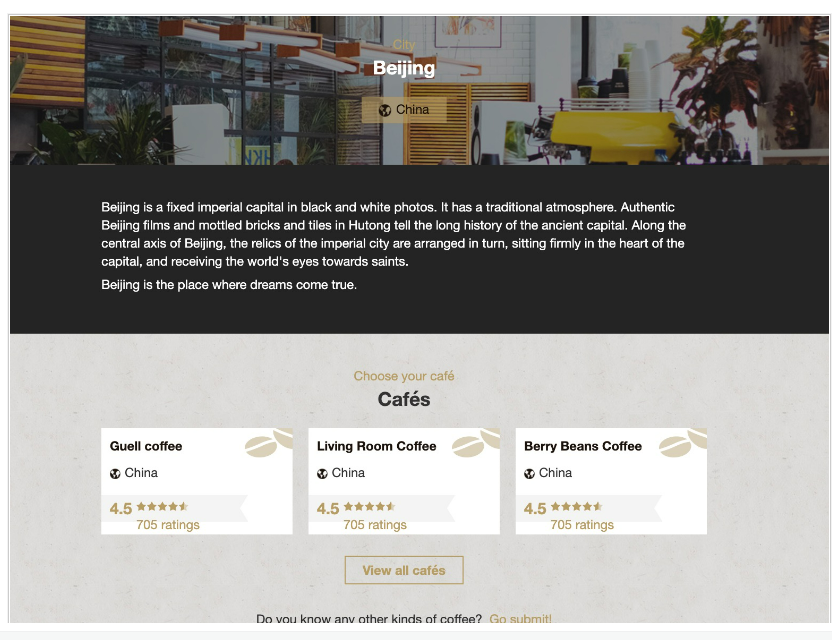 City
Beijing
China
Beijing is a fixed imperial capital in black and white photos. It has a traditional atmosphere. Authentic
Beijing films and mottled bricks and tiles in Hutong tell the long history of the ancient capital. Along the
central axis of Beijing, the relics of the imperial city are arranged in turn, sitting firmly in the heart of the
capital, and receiving the world's eyes towards saints.
Beijing is the place where dreams come true.
Choose your café
Cafés
Guell coffee
China
4.5
705 ratings
Living Room Coffee
China
4.5
705 ratings
Berry Beans Coffee
China
4.5
705 ratings
View all cafés
Do you know any other kinds of coffee? Go submit!